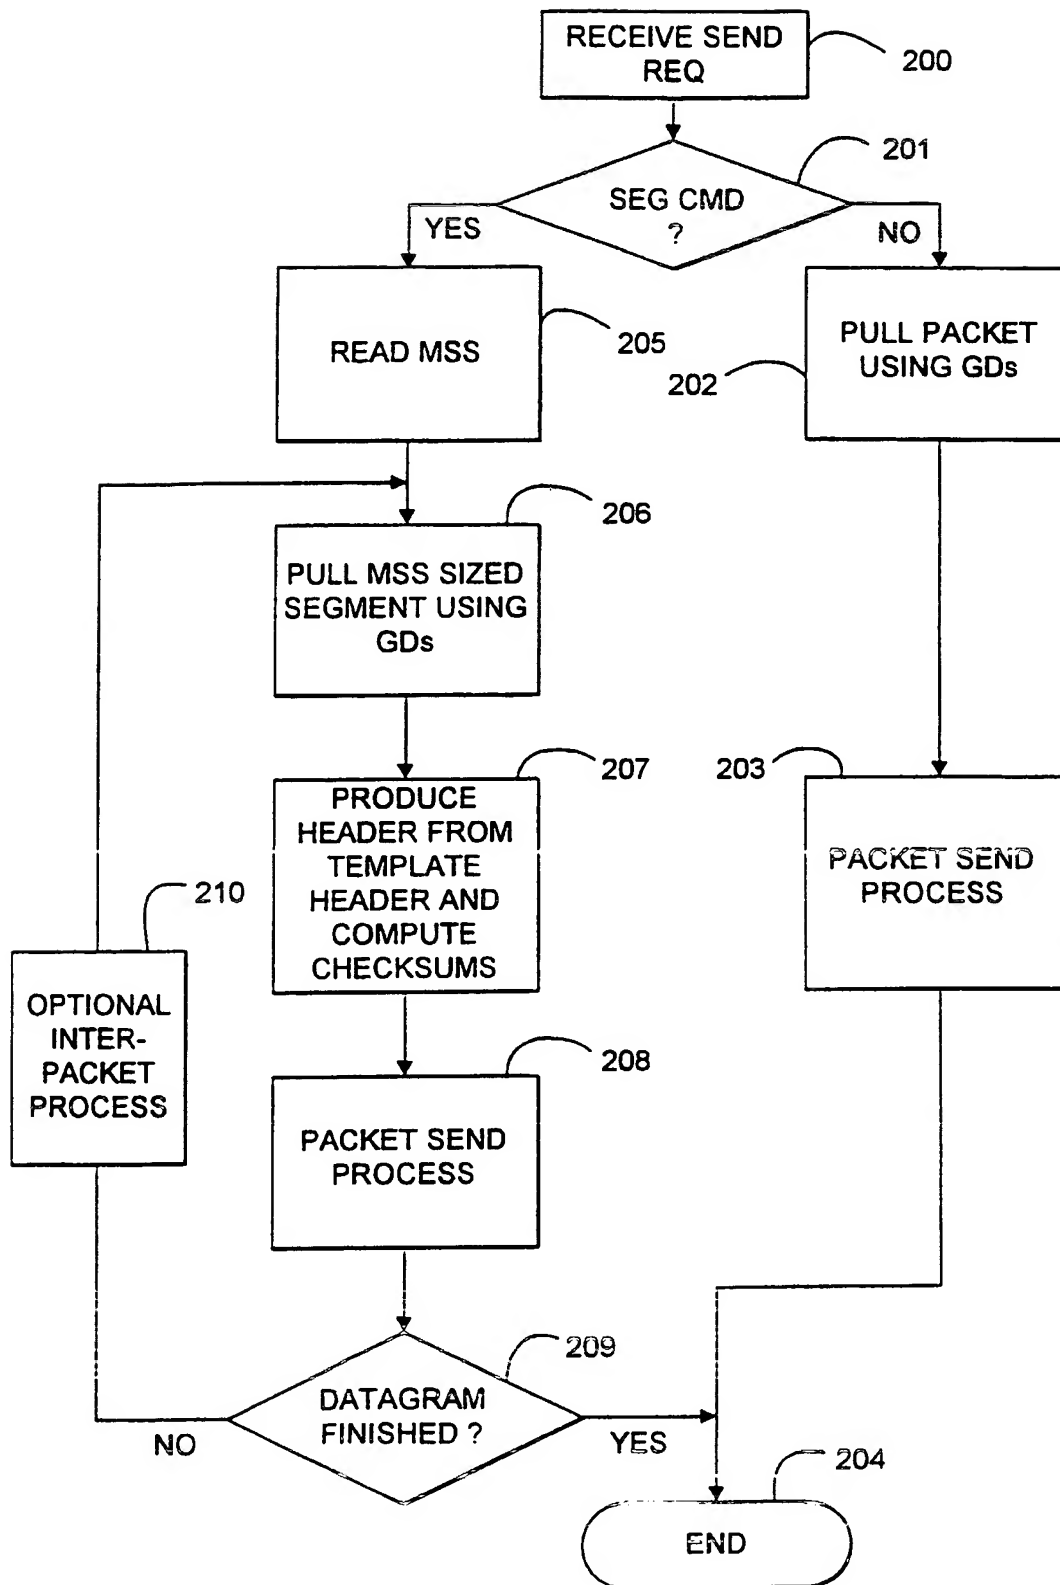 RECEIVE SEND
REQ
200
201
SEG CMD
?
YES
NO
READ MSS
205
PULL PACKET
USING GDs
202
206
PULL MSS SIZED
SEGMENT USING
GDs
207
PRODUCE
HEADER FROM
TEMPLATE
HEADER AND
COMPUTE
CHECKSUMS
203
PACKET SEND
PROCESS
210
OPTIONAL
INTER-
PACKET
PROCESS
208
PACKET SEND
PROCESS
209
DATAGRAM
FINISHED ?
NO
YES
204
END